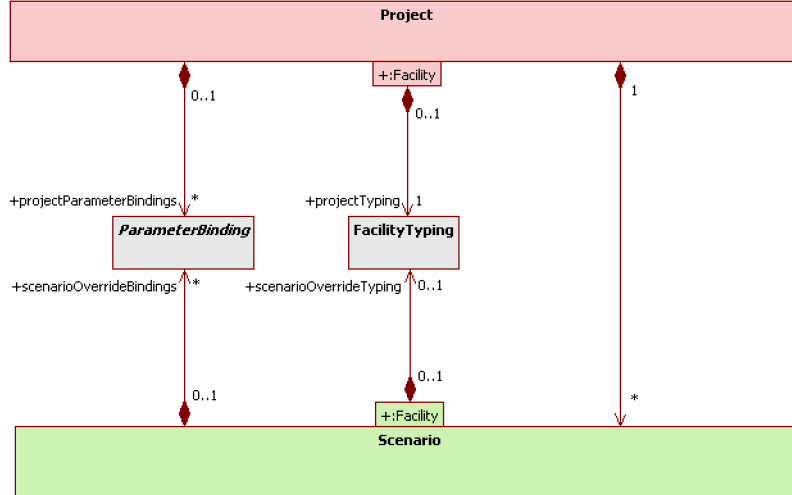 Project
+:Facility
0..1
0..1
1
+projectParameterBindings
*
+projectTyping
1
ParameterBinding
FacilityTyping
+scenarioOverrideBindings
*
+scenarioOverrideTyping
0..1
0..1
0..1
*
+:Facility
Scenario